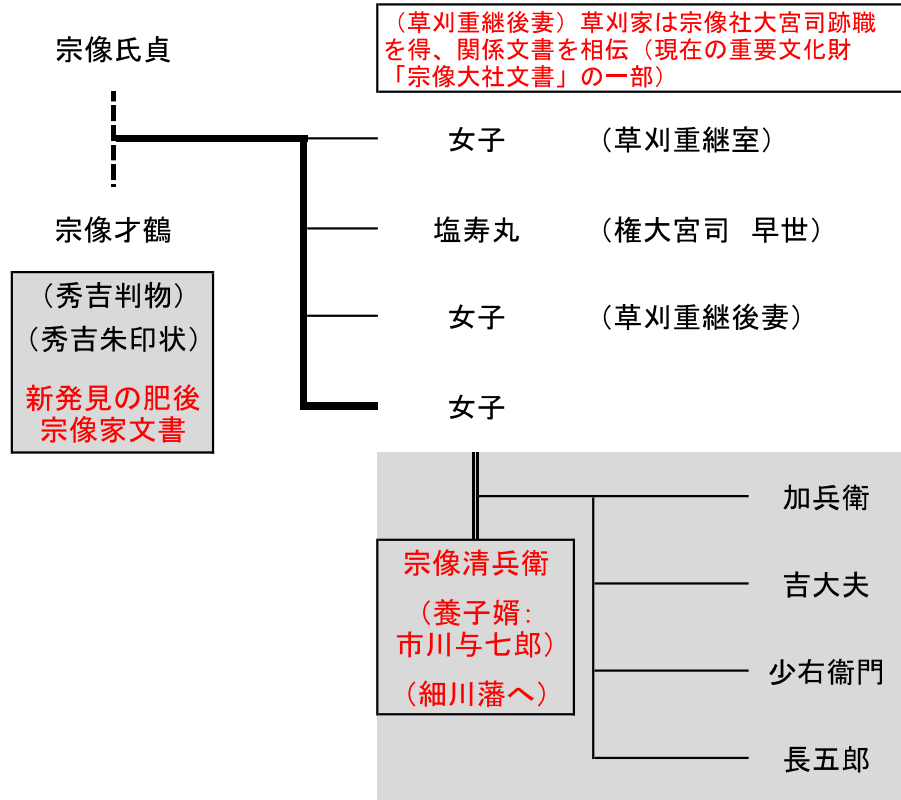 宗像氏貞
（草刈重継後妻）草刈家は宗像社大宮司跡職
を得、関係文書を相伝（現在の重要文化財
「宗像大社文書」の一部）
女子 （草刈重継室）
宗像才鶴
塩寿丸 （権大宮司 早世）
（秀吉判物）
（秀吉朱印状）
新発見の肥後
宗像家文書
女子 （草刈重継後妻）
女子
宗像清兵衛
（養子婿：
市川与七郎）
（細川藩へ）
加兵衛
吉大夫
少右衞門
長五郎